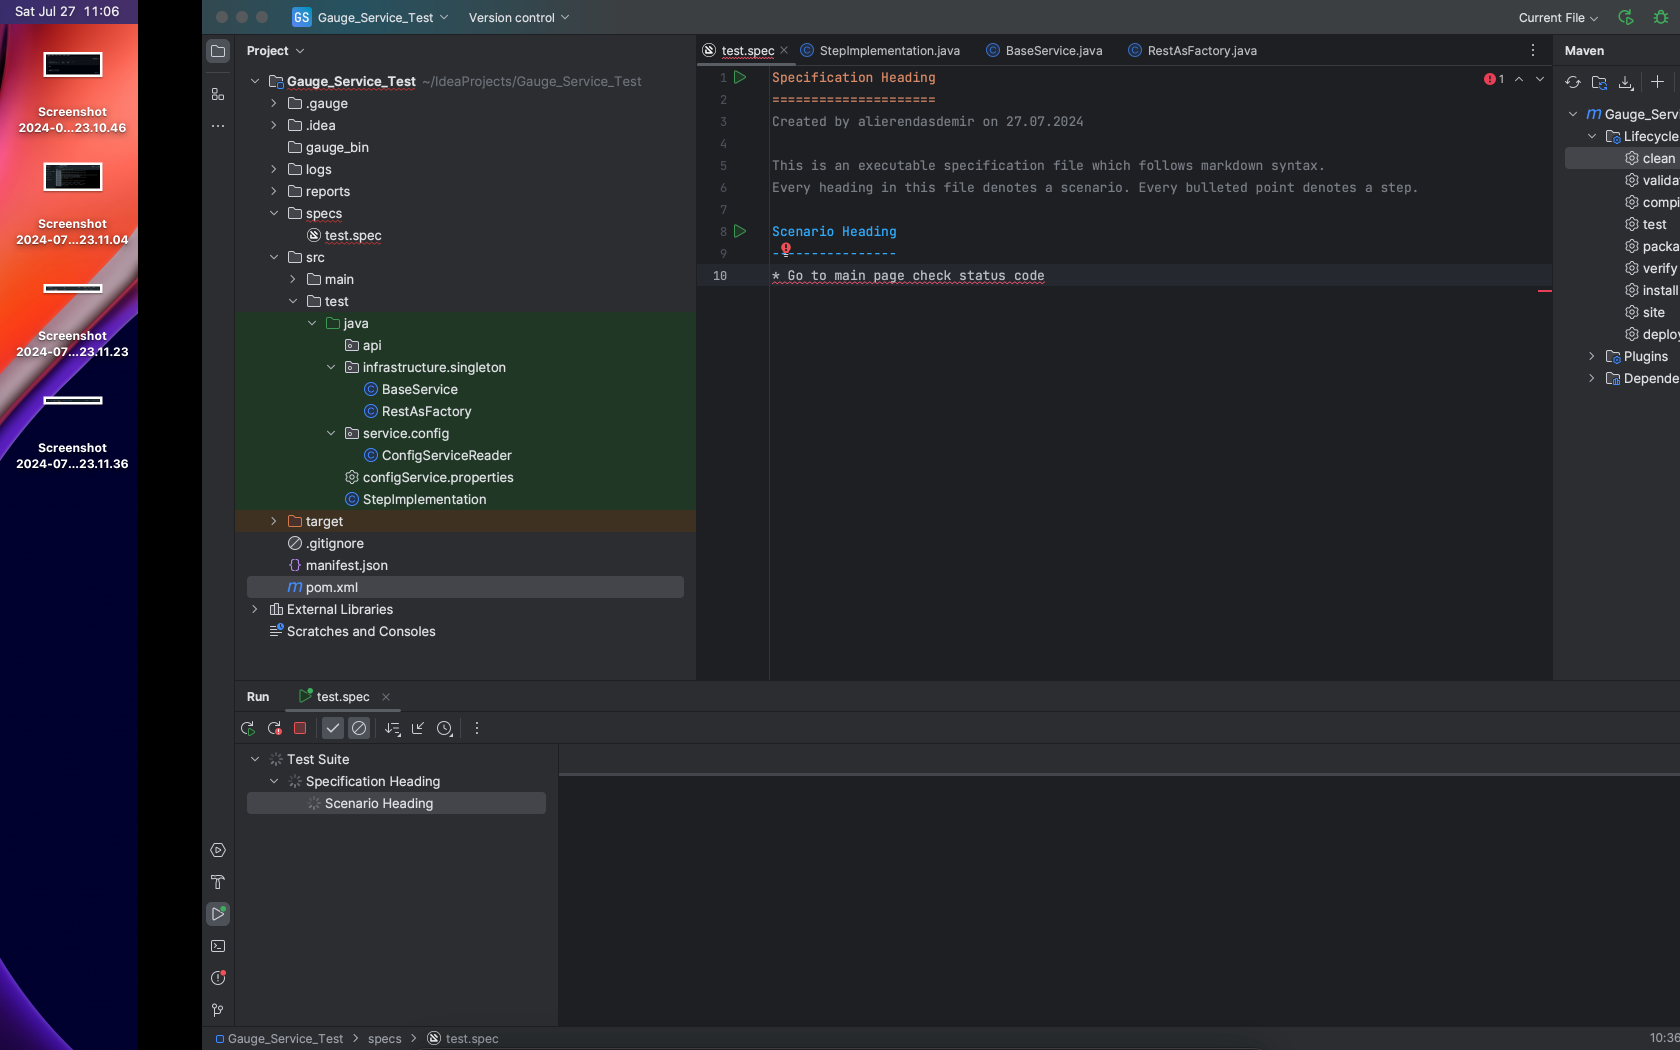 Sat Jul 27 11:06
Screenshot
2024-0...23.10.46
Screenshot
2024-07...23.11.04
Screenshot
2024-07...23.11.23
Screenshot
2024-07...23.11.36
GS Gauge_Service_Test Version control Current File
Project
Gauge_Service_Test ~/IdeaProjects/Gauge_Service_Test
.gauge
.idea
gauge_bin
logs
reports
specs
test.spec
src
main
test
java
api
infrastructure.singleton
BaseService
RestAsFactory
service.config
ConfigServiceReader
configService.properties
StepImplementation
target
.gitignore
manifest.json
pom.xml
External Libraries
Scratches and Consoles
test.spec StepImplementation.java BaseService.java RestAsFactory.java
1 Specification Heading
2 =====================
3 Created by alierendasdemir on 27.07.2024
4
5 This is an executable specification file which follows markdown syntax.
6 Every heading in this file denotes a scenario. Every bulleted point denotes a step.
7
8 Scenario Heading
9 ----------------
10 * Go to main page check status code
1
Maven
Gauge_Serv
Lifecycle
clean
valida
compi
test
packa
verify
install
site
deploy
Plugins
Depende
Run test.spec
Test Suite
Specification Heading
Scenario Heading
Gauge_Service_Test > specs > test.spec
10:36